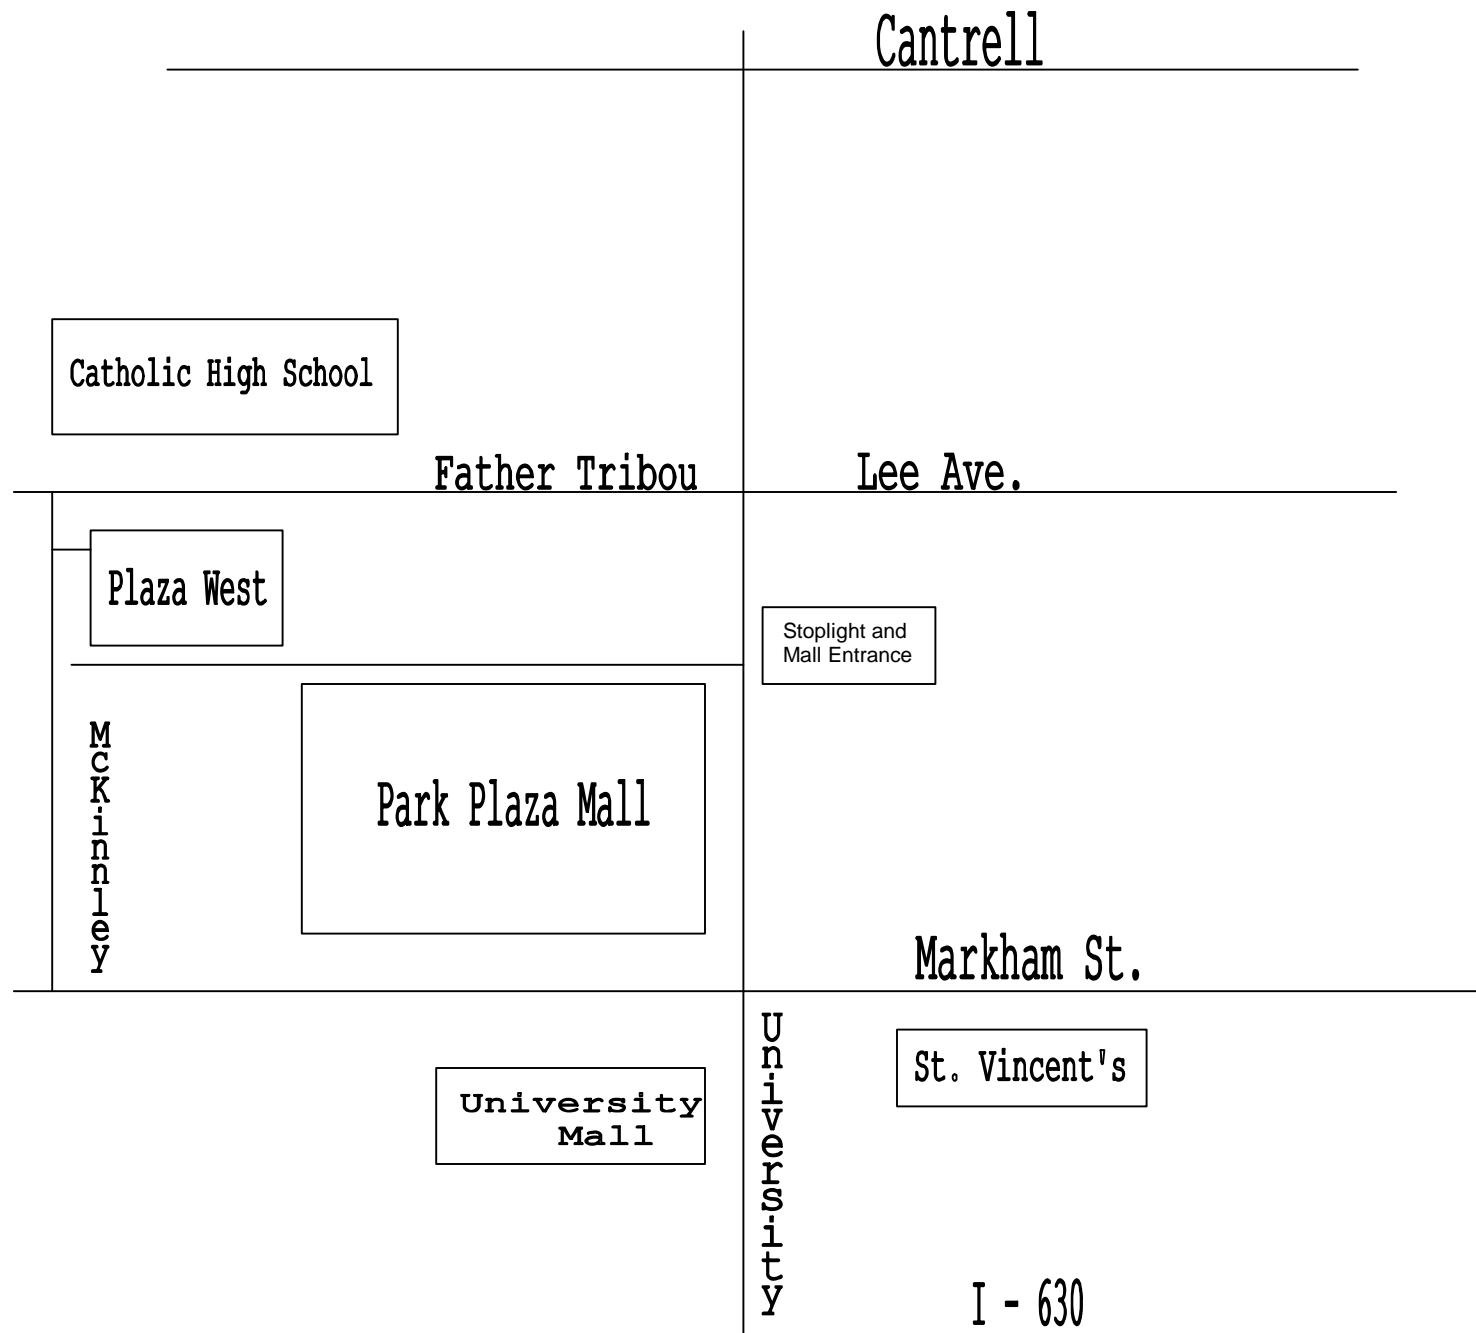 Cantrell
Catholic High School
Father Tribou
Lee Ave.
Plaza West
Stoplight and
Mall Entrance
McKinnley
Park Plaza Mall
Markham St.
University
St. Vincent's
University
Mall
I - 630